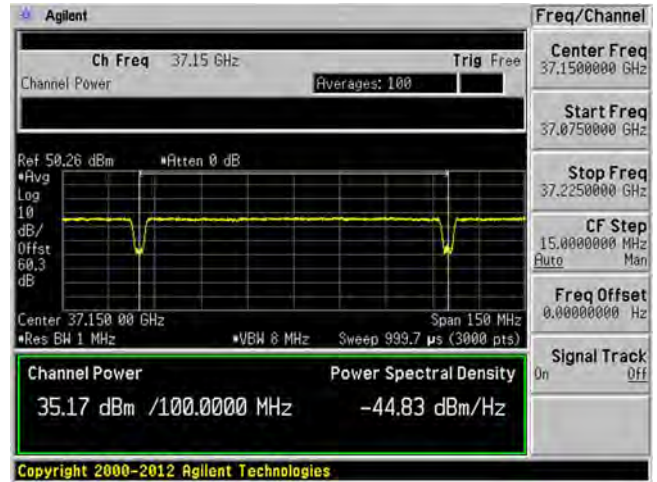 Agilent
Freq/Channel
Ch Freq 37.15 GHz Trig Free
Channel Power Averages: 100
Ref 50.26 dBm *Atten 0 dB
*Avg
Log
10
dB/
Offst
60.3
dB
Center 37.150 00 GHz Span 150 MHz
*Res BW 1 MHz *VBW 8 MHz Sweep 999.7 µs (3000 pts)
Channel Power Power Spectral Density
35.17 dBm /100.0000 MHz -44.83 dBm/Hz
Copyright 2000-2012 Agilent Technologies
Center Freq
37.1500000 GHz
Start Freq
37.0750000 GHz
Stop Freq
37.2250000 GHz
CF Step
15.0000000 MHz
Auto Man
Freq Offset
0.00000000 Hz
Signal Track
On Off